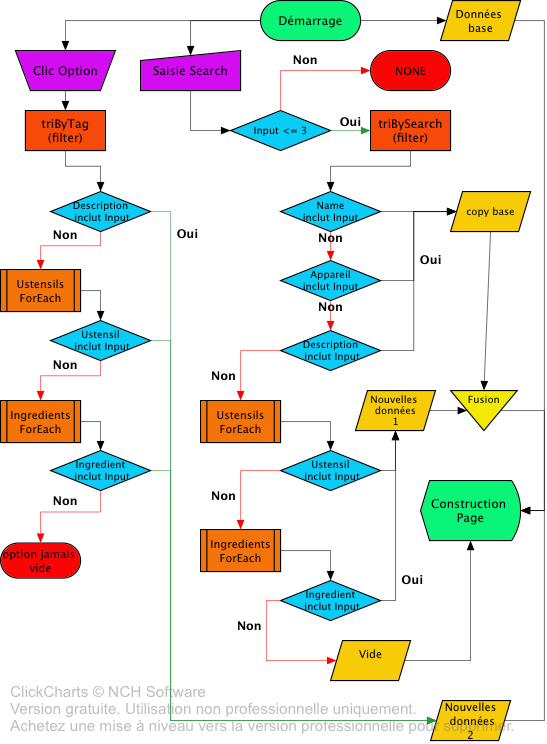 Démarrage
Données
base
Clic Option
Saisie Search
Non
NONE
triByTag
(filter)
Input <= 3
Oui
triBySearch
(filter)
Description
inclut Input
Oui
Name
inclut Input
copy base
Non
Non
Ustensils
ForEach
Appareil
inclut Input
Oui
Non
Ustensil
inclut Input
Description
inclut Input
Non
Non
Ingredients
ForEach
Ustensils
ForEach
Nouvelles
données
1
Fusion
Ingredient
inclut Input
Ustensil
inclut Input
Non
Non
Construction
Page
option jamais
vide
Ingredients
ForEach
Oui
Ingredient
inclut Input
Non
Vide
ClickCharts © NCH Software
Version gratuite. Utilisation non professionnelle uniquement.
Achetez une mise à niveau vers la version professionnelle pour supprimer.
Nouvelles
données
2